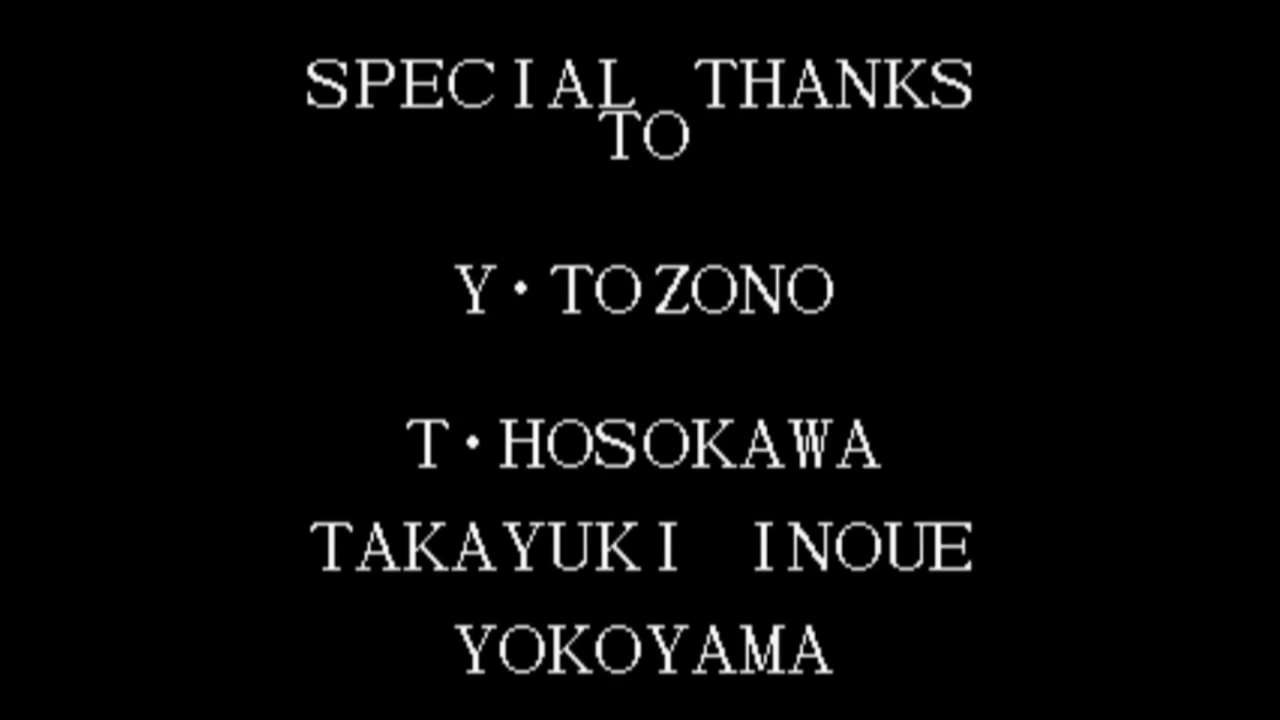 SPECIAL THANKS
TO
Y・TOZONO
T・HOSOKAWA
TAKAYUKI INOUE
YOKOYAMA